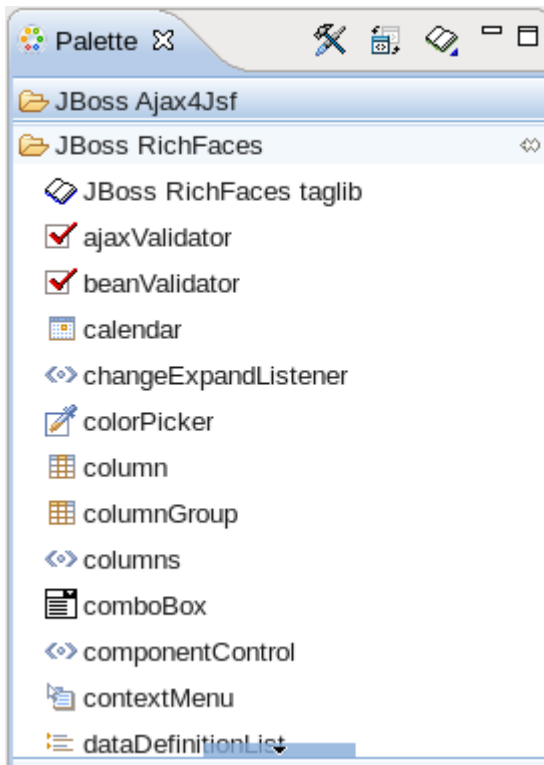 Palette
JBoss Ajax4Jsf
JBoss RichFaces
JBoss RichFaces taglib
ajaxValidator
beanValidator
calendar
changeExpandListener
colorPicker
column
columnGroup
columns
comboBox
componentControl
contextMenu
dataDefinitionList